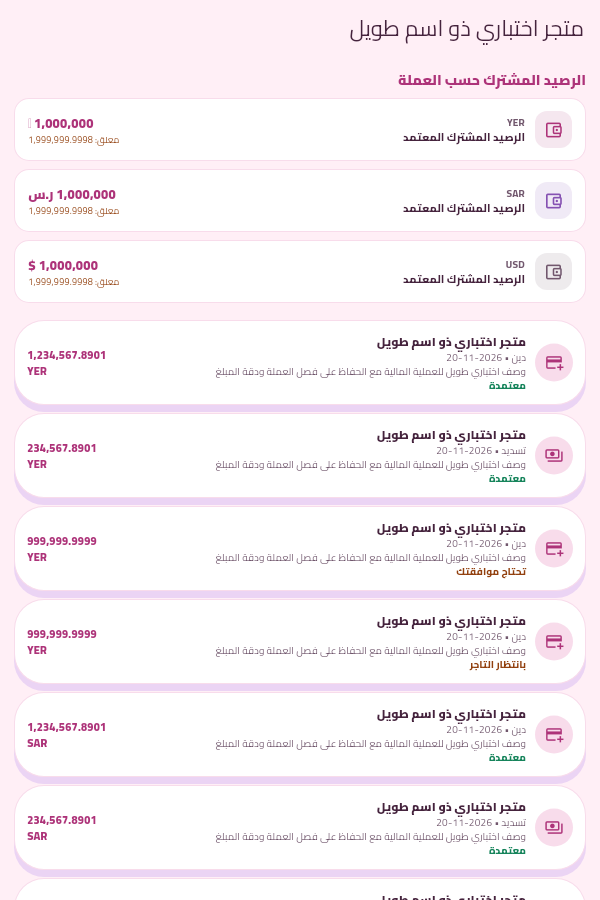 متجر اختباري ذو اسم طويل
الرصيد المشترك حسب العملة
YER
الرصيد المشترك المعتمد
1,000,000
معلق: 1,999,999.9998
SAR
الرصيد المشترك المعتمد
1,000,000 ر.س
معلق: 1,999,999.9998
USD
الرصيد المشترك المعتمد
1,000,000 $
معلق: 1,999,999.9998
متجر اختباري ذو اسم طويل
دين • 2026-11-20
وصف اختباري طويل للعملية المالية مع الحفاظ على فصل العملة ودقة المبلغ
معتمدة
1,234,567.8901
YER
متجر اختباري ذو اسم طويل
تسديد • 2026-11-20
وصف اختباري طويل للعملية المالية مع الحفاظ على فصل العملة ودقة المبلغ
معتمدة
234,567.8901
YER
متجر اختباري ذو اسم طويل
دين • 2026-11-20
وصف اختباري طويل للعملية المالية مع الحفاظ على فصل العملة ودقة المبلغ
تحتاج موافقتك
999,999.9999
YER
متجر اختباري ذو اسم طويل
دين • 2026-11-20
وصف اختباري طويل للعملية المالية مع الحفاظ على فصل العملة ودقة المبلغ
بانتظار التاجر
999,999.9999
YER
متجر اختباري ذو اسم طويل
دين • 2026-11-20
وصف اختباري طويل للعملية المالية مع الحفاظ على فصل العملة ودقة المبلغ
معتمدة
1,234,567.8901
SAR
متجر اختباري ذو اسم طويل
تسديد • 2026-11-20
وصف اختباري طويل للعملية المالية مع الحفاظ على فصل العملة ودقة المبلغ
معتمدة
234,567.8901
SAR